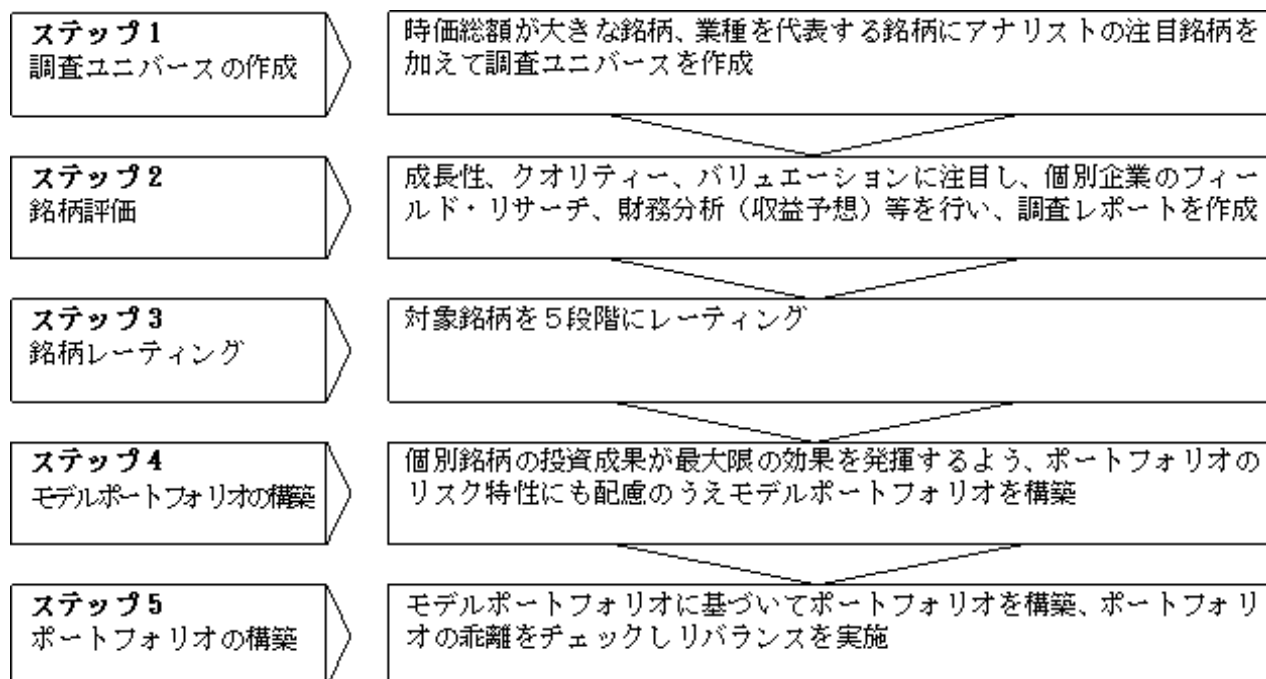 ステップ1
調査ユニバースの作成
時価総額が大きな銘柄、業種を代表する銘柄にアナリストの注目銘柄を
加えて調査ユニバースを作成
ステップ2
銘柄評価
成長性、クオリティー、バリュエーションに注目し、個別企業のフィー
ルド・リサーチ、財務分析（収益予想）等を行い、調査レポートを作成
ステップ3
銘柄レーティング
対象銘柄を５段階にレーティング
ステップ4
モデルポートフォリオの構築
個別銘柄の投資成果が最大限の効果を発揮するよう、ポートフォリオの
リスク特性にも配慮のうえモデルポートフォリオを構築
ステップ5
ポートフォリオの構築
モデルポートフォリオに基づいてポートフォリオを構築、ポートフォリ
オの乖離をチェックしリバランスを実施